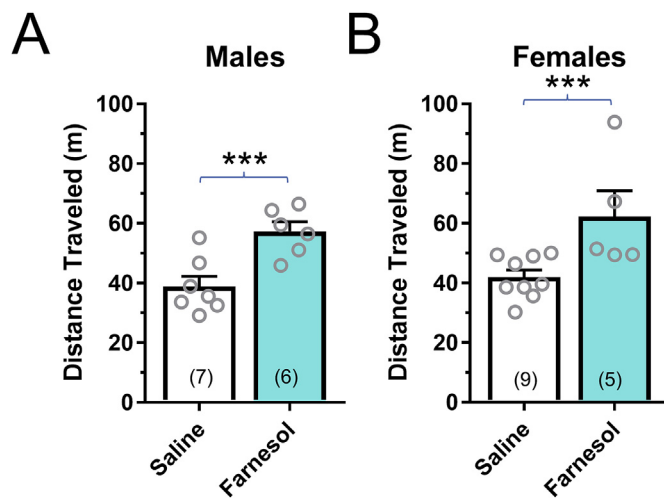 A
Males
Distance Traveled (m)
100
80
60
40
20
0
***
(7)
(6)
Saline
Farnesol
B
Females
Distance Traveled (m)
100
80
60
40
20
0
***
(9)
(5)
Saline
Farnesol